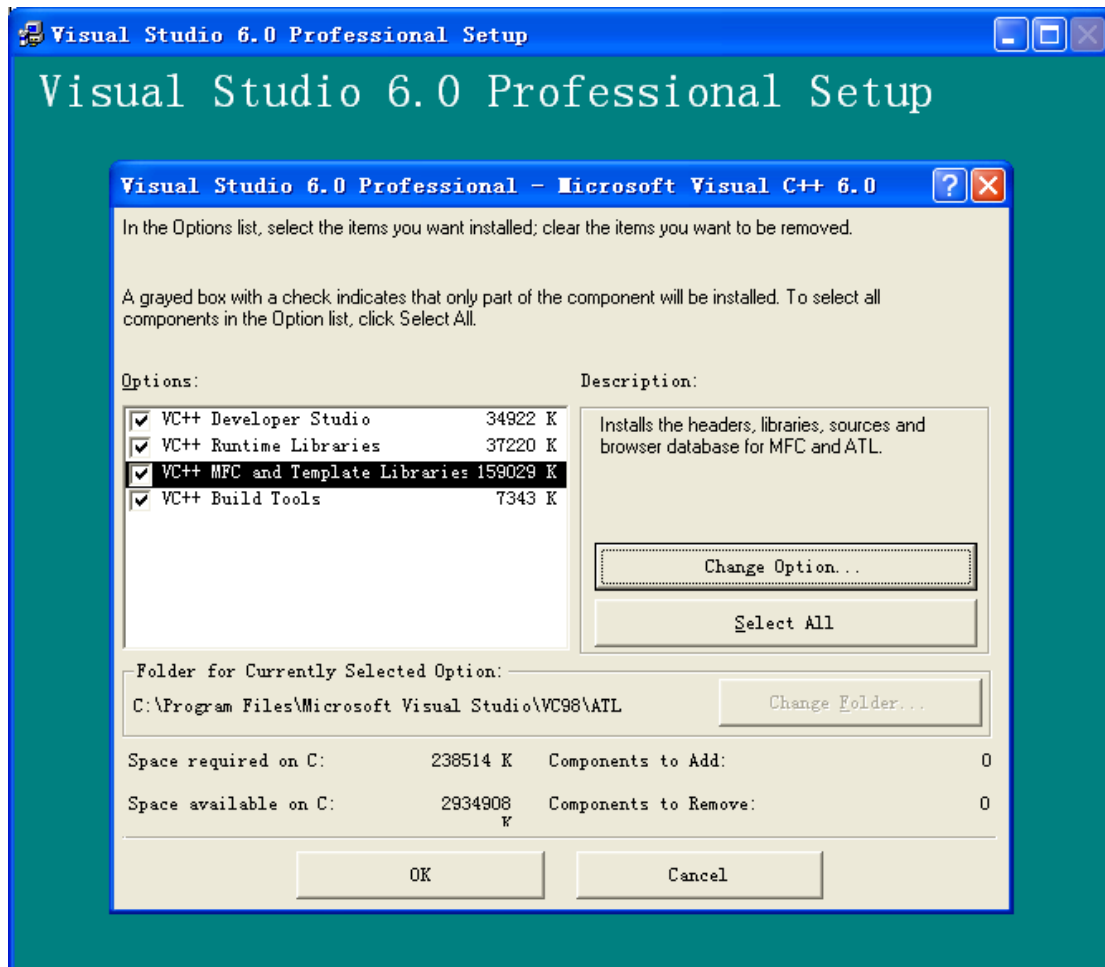 Visual Studio 6.0 Professional Setup
Visual Studio 6.0 Professional Setup
Visual Studio 6.0 Professional - Microsoft Visual C++ 6.0
In the Options list, select the items you want installed; clear the items you want to be removed.
A grayed box with a check indicates that only part of the component will be installed. To select all
components in the Option list, click Select All.
Options:
Description:
VC++ Developer Studio 34922 K
VC++ Runtime Libraries 37220 K
VC++ MFC and Template Libraries 159029 K
VC++ Build Tools 7343 K
Installs the headers, libraries, sources and
browser database for MFC and ATL.
Change Option...
Select All
Folder for Currently Selected Option:
C:\Program Files\Microsoft Visual Studio\VC98\ATL
Change Folder...
Space required on C: 238514 K Components to Add: 0
Space available on C: 2934908 Components to Remove: 0
K
OK Cancel